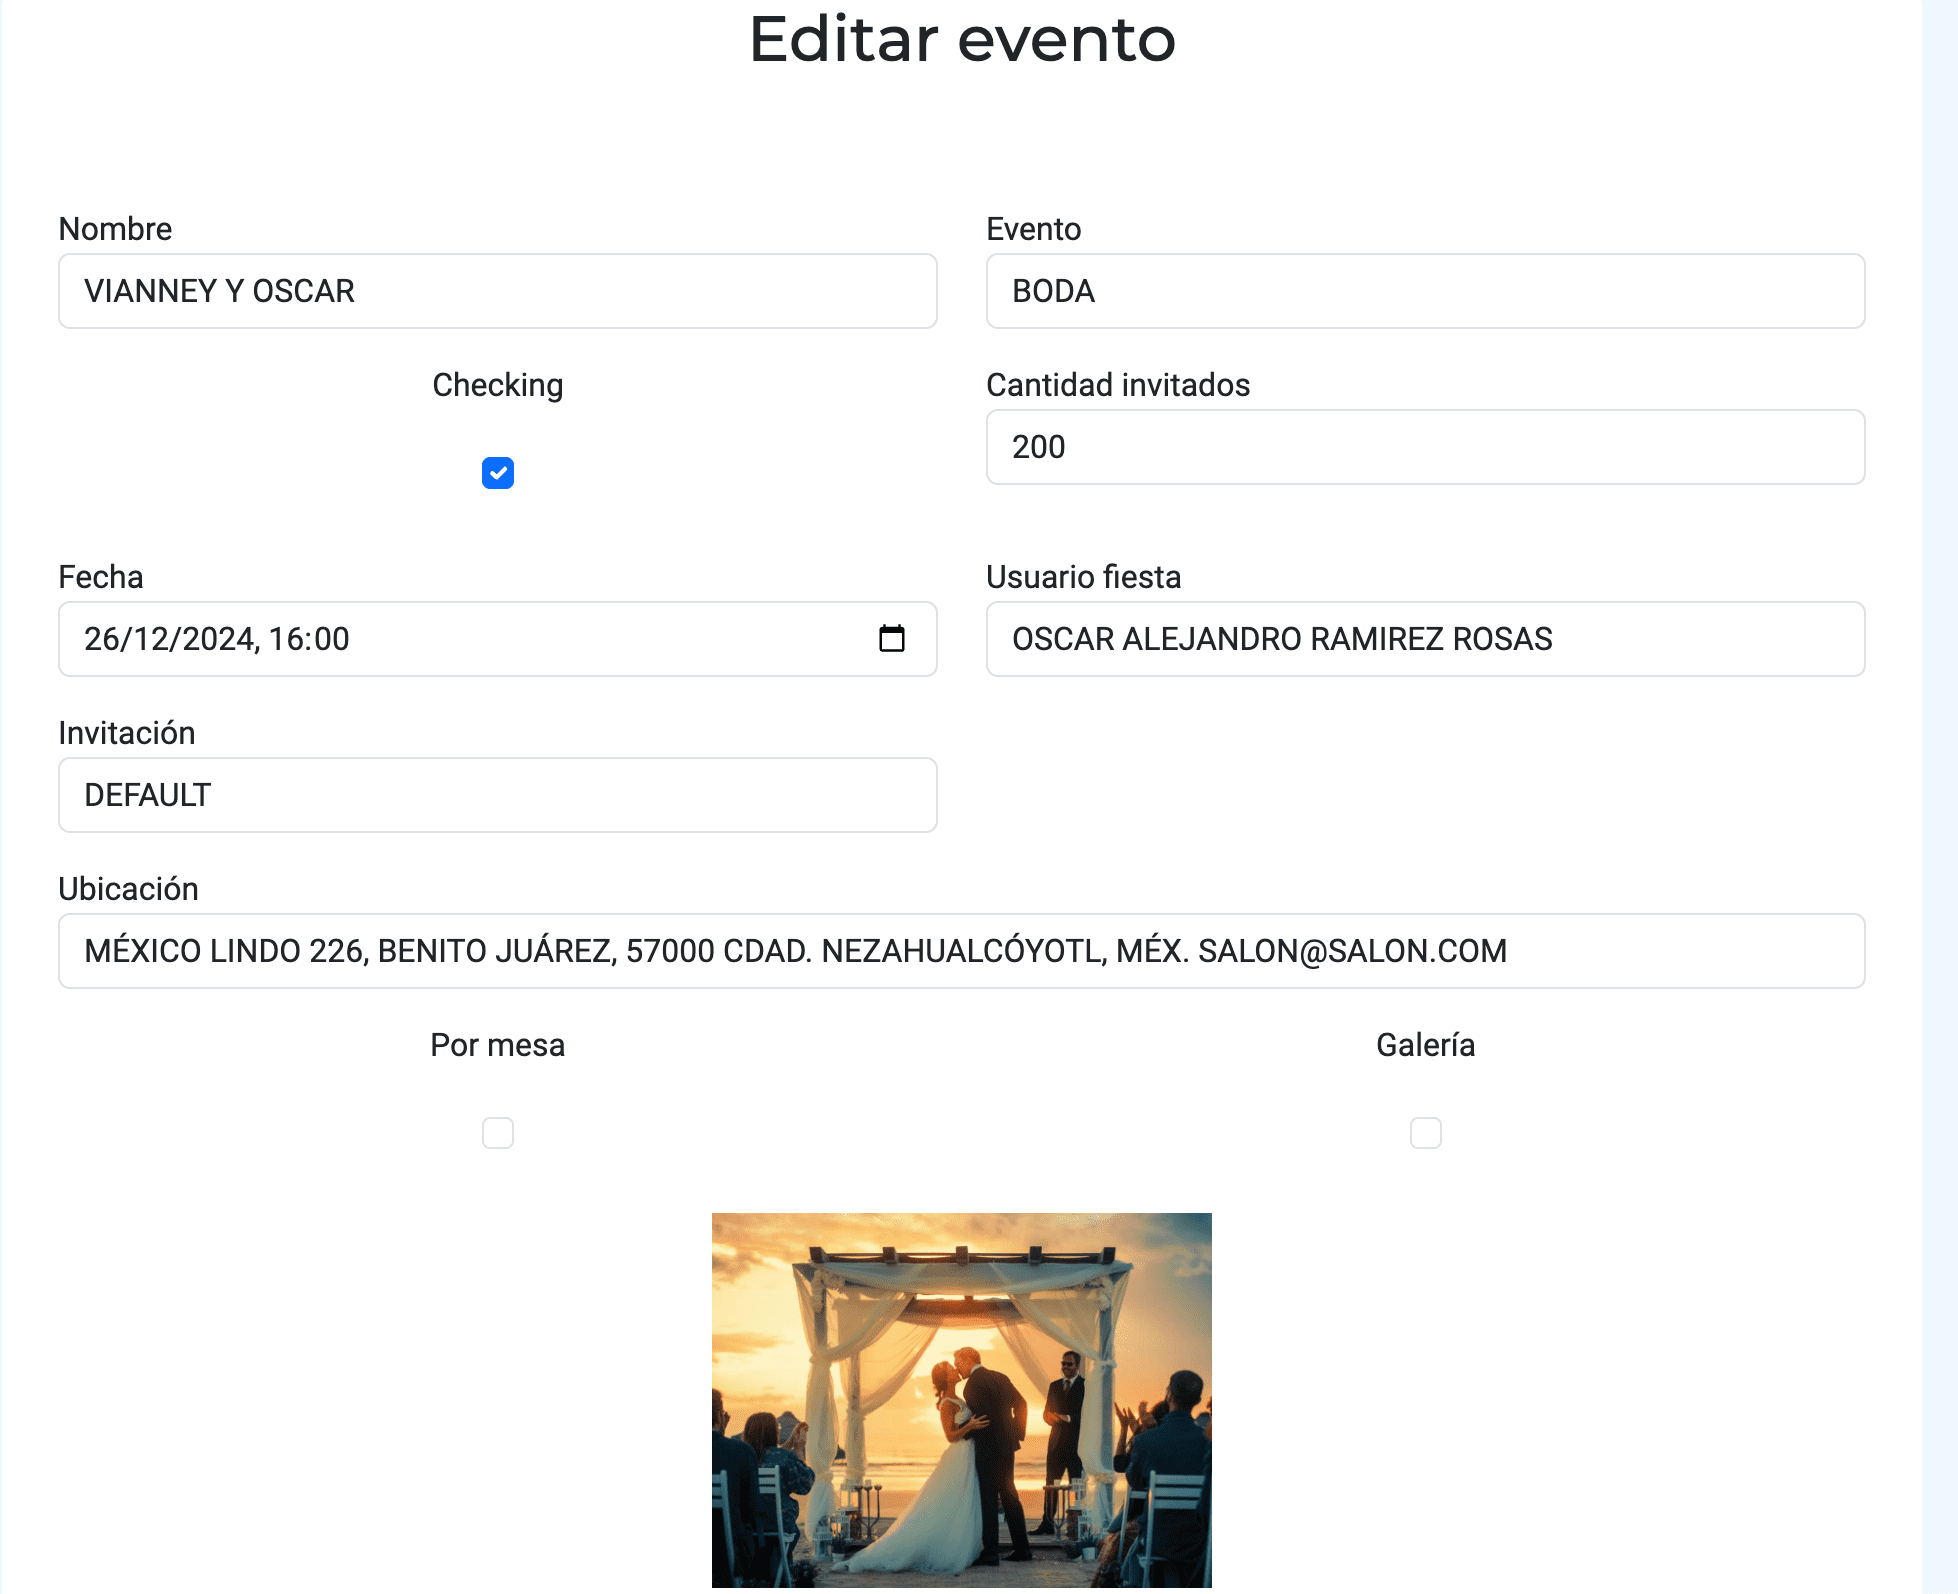 Editar evento
Nombre
VIANNEY Y OSCAR
Evento
BODA
Checking
Cantidad invitados
200
Fecha
26/12/2024, 16:00
Usuario fiesta
OSCAR ALEJANDRO RAMIREZ ROSAS
Invitación
DEFAULT
Ubicación
MÉXICO LINDO 226, BENITO JUÁREZ, 57000 CDAD. NEZAHUALCÓYOTL, MÉX. SALON@SALON.COM
Por mesa
Galería